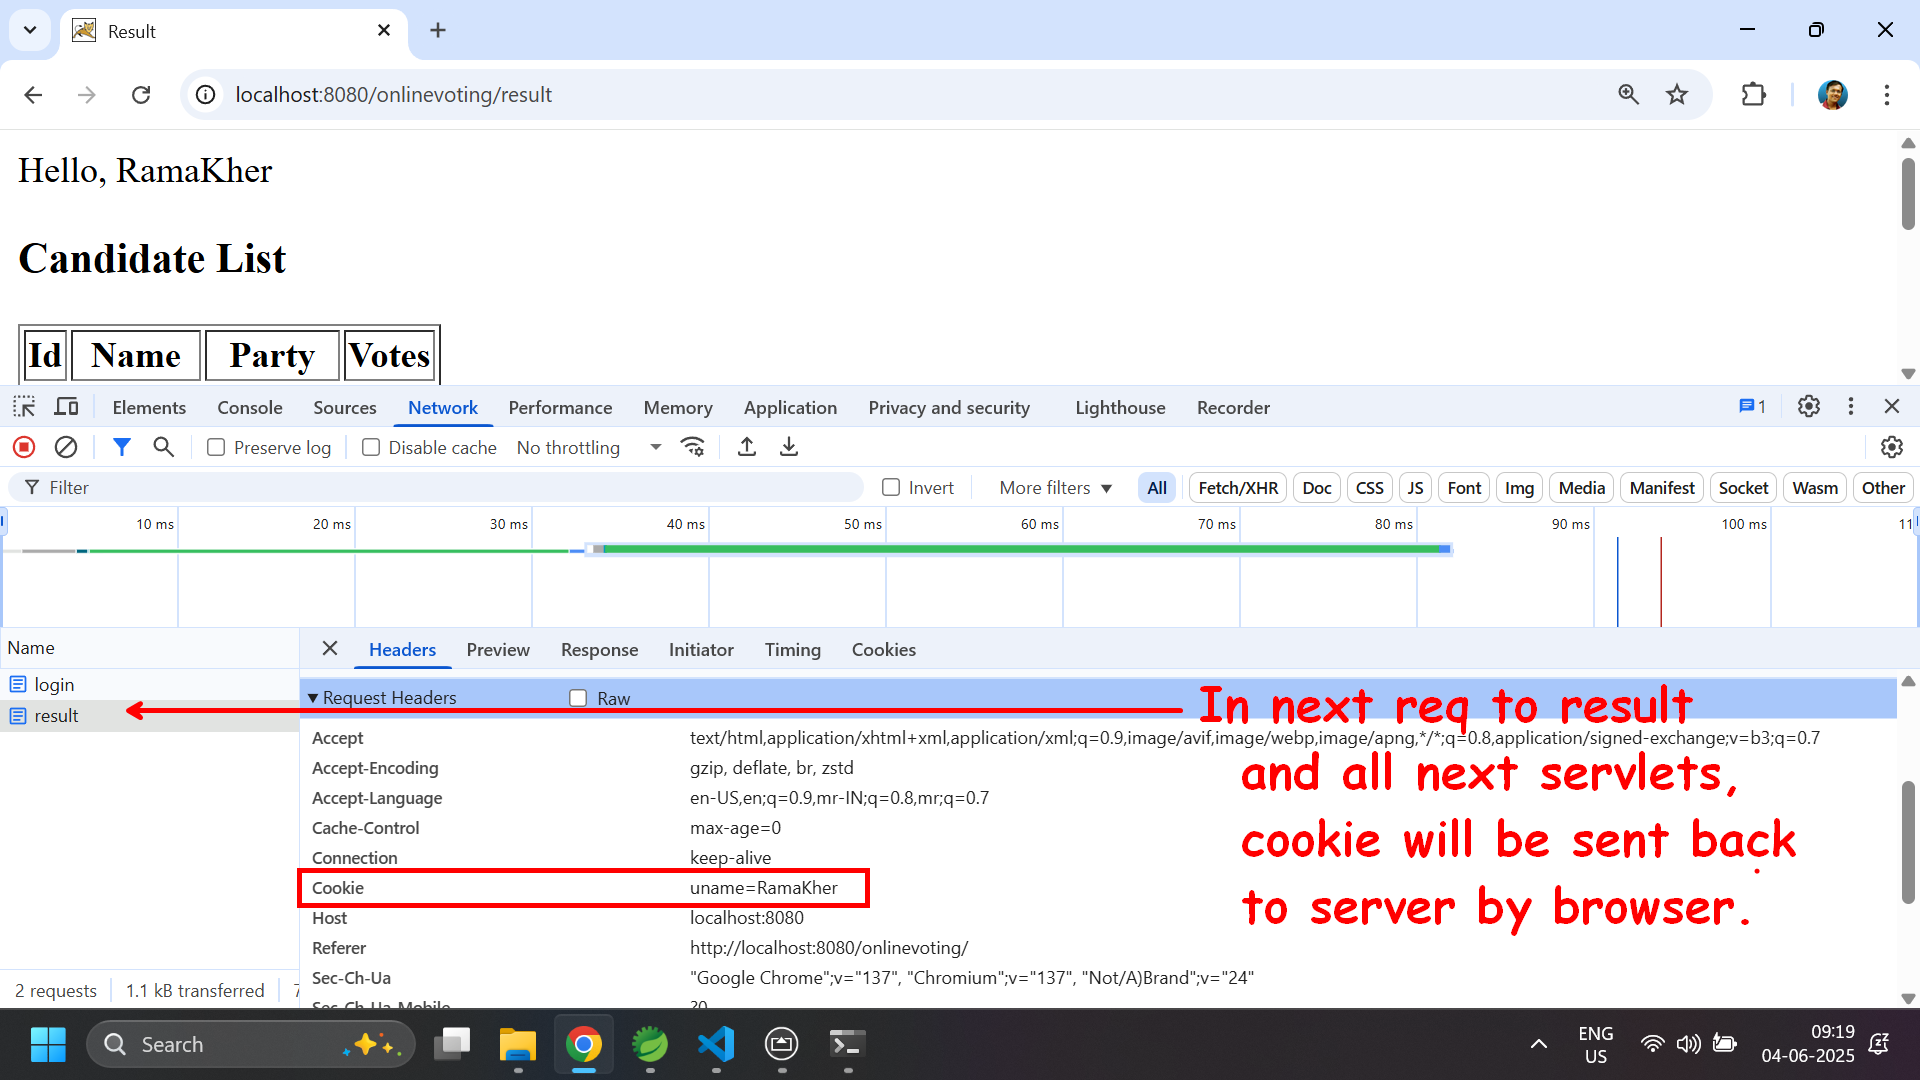 Result
localhost:8080/onlinevoting/result
Hello, RamaKher
Candidate List
Id Name Party Votes
Elements Console Sources Network Performance Memory Application Privacy and security Lighthouse Recorder 1
Preserve log Disable cache No throttling
Filter Invert More filters All Fetch/XHR Doc CSS JS Font Img Media Manifest Socket Wasm Other
10 ms 20 ms 30 ms 40 ms 50 ms 60 ms 70 ms 80 ms 90 ms 100 ms 11
Name Headers Preview Response Initiator Timing Cookies
login
result
Request Headers Raw
Accept text/html,application/xhtml+xml,application/xml;q=0.9,image/avif,image/webp,image/apng,*/*;q=0.8,application/signed-exchange;v=b3;q=0.7
Accept-Encoding gzip, deflate, br, zstd
Accept-Language en-US,en;q=0.9,mr-IN;q=0.8,mr;q=0.7
Cache-Control max-age=0
Connection keep-alive
Cookie uname=RamaKher
Host localhost:8080
Referer http://localhost:8080/onlinevoting/
Sec-Ch-Ua "Google Chrome";v="137", "Chromium";v="137", "Not/A)Brand";v="24"
Sec-Ch-Ua-Mobile ?0
In next req to result
and all next servlets,
cookie will be sent back
to server by browser.
2 requests 1.1 kB transferred 7
Search
ENG
US
09:19
04-06-2025